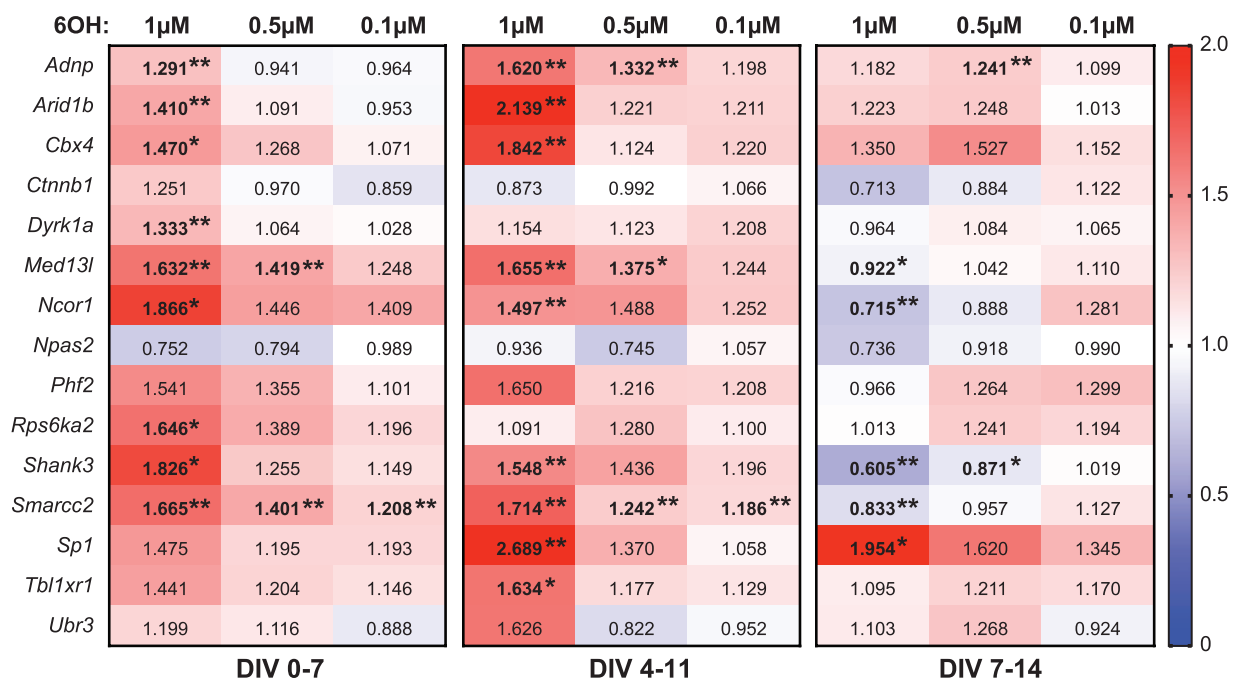 6OH: 1µM 0.5µM 0.1µM 1µM 0.5µM 0.1µM 1µM 0.5µM 0.1µM
2.0
Adnp 1.291** 0.941 0.964 1.620** 1.332** 1.198 1.182 1.241** 1.099
Arid1b 1.410** 1.091 0.953 2.139** 1.221 1.211 1.223 1.248 1.013
Cbx4 1.470* 1.268 1.071 1.842** 1.124 1.220 1.350 1.527 1.152
Ctnnb1 1.251 0.970 0.859 0.873 0.992 1.066 0.713 0.884 1.122
1.5
Dyrk1a 1.333** 1.064 1.028 1.154 1.123 1.208 0.964 1.084 1.065
Med13l 1.632** 1.419** 1.248 1.655** 1.375* 1.244 0.922* 1.042 1.110
Ncor1 1.866* 1.446 1.409 1.497** 1.488 1.252 0.715** 0.888 1.281
Npas2 0.752 0.794 0.989 0.936 0.745 1.057 0.736 0.918 0.990 1.0
Phf2 1.541 1.355 1.101 1.650 1.216 1.208 0.966 1.264 1.299
Rps6ka2 1.646* 1.389 1.196 1.091 1.280 1.100 1.013 1.241 1.194
Shank3 1.826* 1.255 1.149 1.548** 1.436 1.196 0.605** 0.871* 1.019
0.5
Smarcc2 1.665** 1.401** 1.208** 1.714** 1.242** 1.186** 0.833** 0.957 1.127
Sp1 1.475 1.195 1.193 2.689** 1.370 1.058 1.954* 1.620 1.345
Tbl1xr1 1.441 1.204 1.146 1.634* 1.177 1.129 1.095 1.211 1.170
Ubr3 1.199 1.116 0.888 1.626 0.822 0.952 1.103 1.268 0.924
0
DIV 0-7 DIV 4-11 DIV 7-14